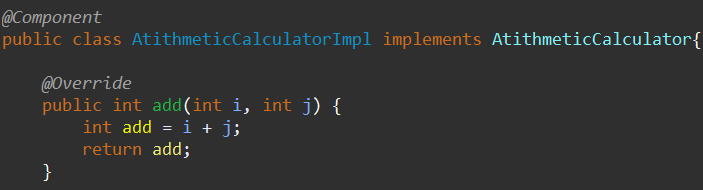 @Component
public class AtithmeticCalculatorImpl implements AtithmeticCalculator{
@Override
public int add(int i, int j) {
int add = i + j;
return add;
}